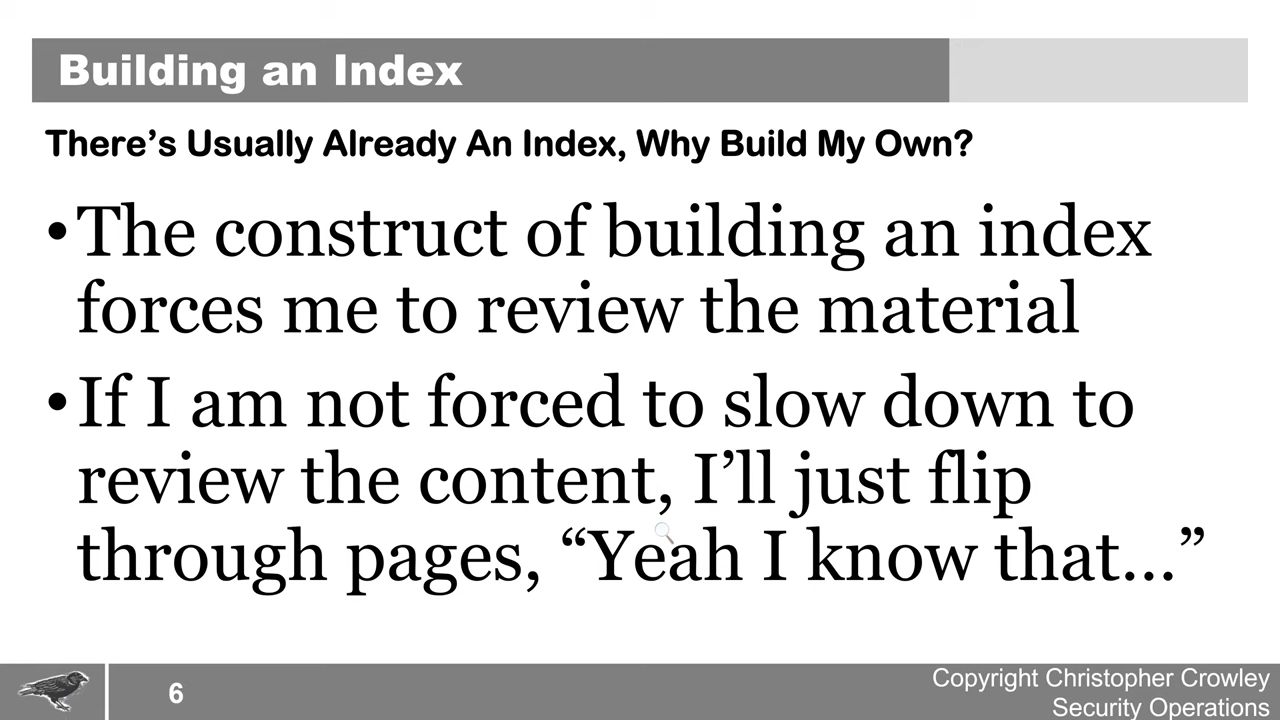 Building an Index
There’s Usually Already An Index, Why Build My Own?
•The construct of building an index
forces me to review the material
•If I am not forced to slow down to
review the content, I’ll just flip
through pages, “Yeah I know that…”
6
Copyright Christopher Crowley
Security Operations